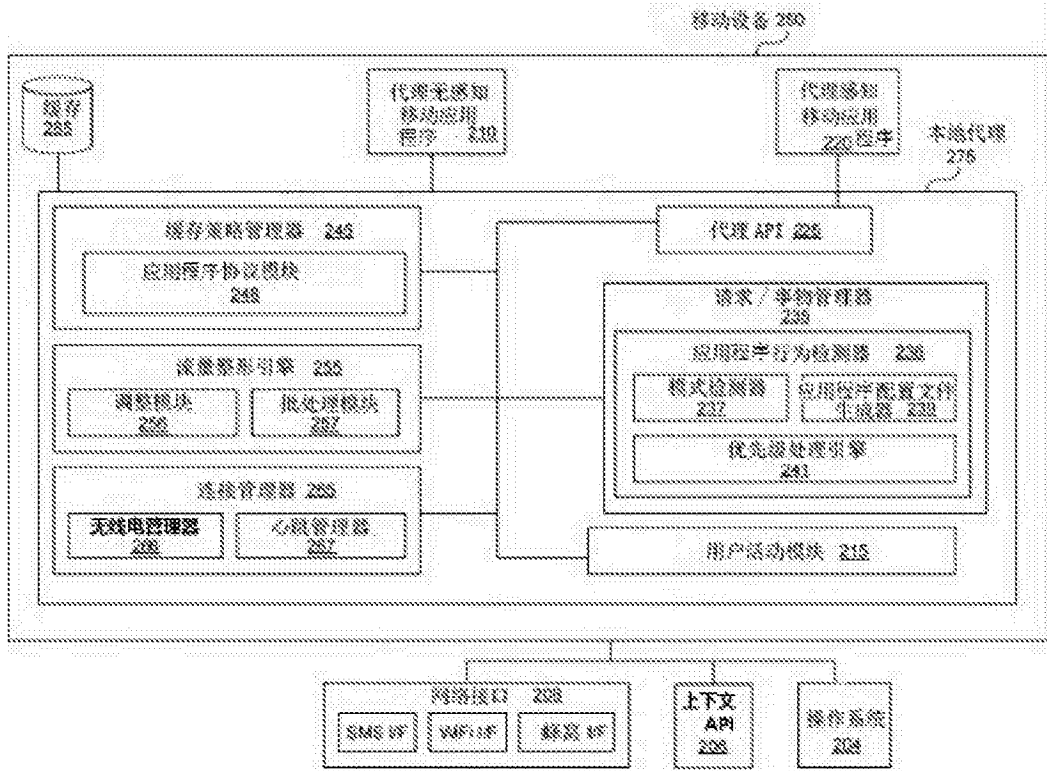 移动设备 250
缓存
285
代理无感知
移动应用
程序 210
代理感知
移动应用
220 程序
本地代理
275
缓存策略管理器 245
应用程序协议模块
248
代理 API 225
请求／事物管理器
235
应用程序行为检测器 236
模式检测器
237
应用程序配置文件
生成器 239
优先级处理引擎
241
流量整形引擎 255
调整模块
256
批处理模块
257
连接管理器 265
无线电管理器
266
心跳管理器
267
用户活动模块 215
网络接口 208
SMS I/F
WiFi I/F
蜂窝 I/F
上下文
API
206
操作系统
204